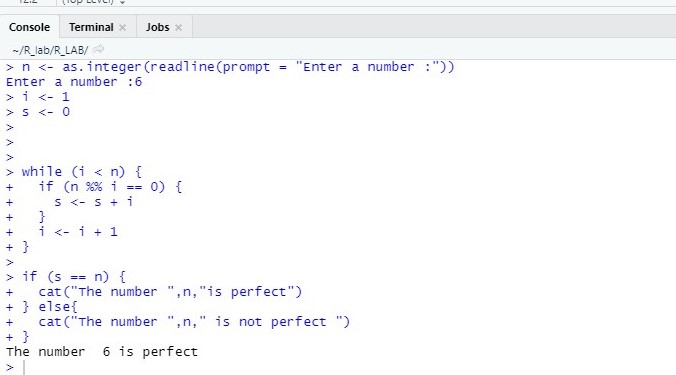 12:2 (Top Level)
Console Terminal Jobs
~/R_lab/R_LAB/
> n <- as.integer(readline(prompt = "Enter a number :"))
Enter a number :6
> i <- 1
> s <- 0
>
>
>
> while (i < n) {
+   if (n %% i == 0) {
+     s <- s + i
+   }
+   i <- i + 1
+ }
>
> if (s == n) {
+   cat("The number ",n,"is perfect")
+ } else{
+   cat("The number ",n," is not perfect ")
+ }
The number  6 is perfect
>